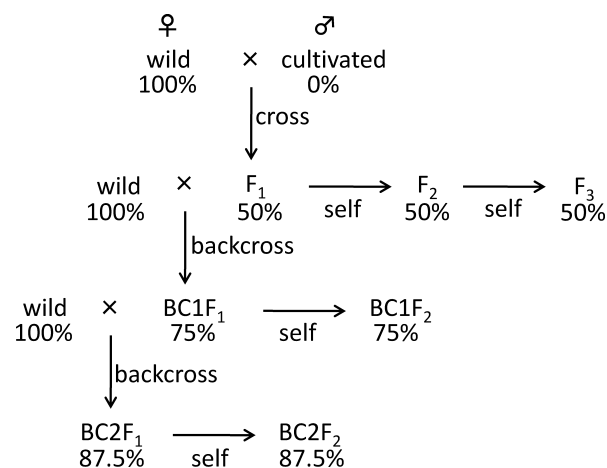 ♀ ♂
wild × cultivated
100% 0%
cross
wild × F₁ F₂ F₃
100% 50% self 50% self 50%
backcross
wild × BC1F₁ BC1F₂
100% 75% self 75%
backcross
BC2F₁ BC2F₂
87.5% self 87.5%